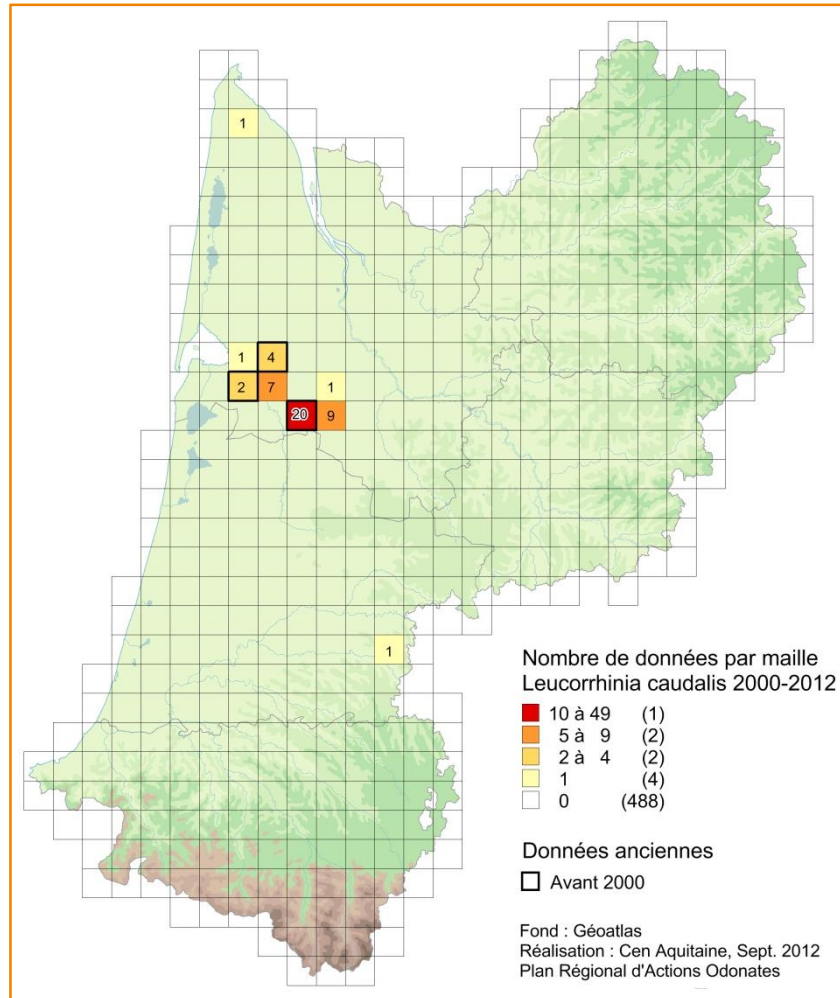 1
1 4
2 7 1
20 9
1
Nombre de données par maille
Leucorrhinia caudalis 2000-2012
10 à 49 (1)
5 à 9 (2)
2 à 4 (2)
1 (4)
0 (488)
Données anciennes
Avant 2000
Fond : Géoatlas
Réalisation : Cen Aquitaine, Sept. 2012
Plan Régional d'Actions Odonates